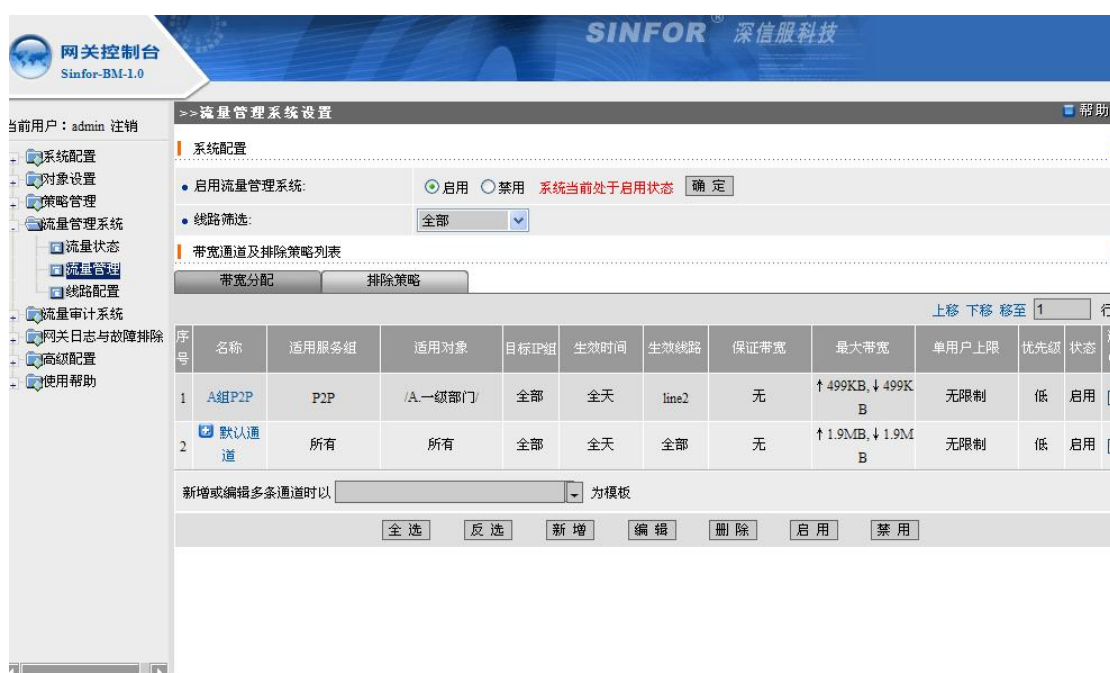 SINFOR® 深信服科技
网关控制台
Sinfor-BM-1.0
当前用户：admin 注销
系统配置
对象设置
策略管理
流量管理系统
流量状态
流量管理
线路配置
流量审计系统
网关日志与故障排除
高级配置
使用帮助
>>流量管理系统设置 帮助
系统配置
启用流量管理系统: 启用 禁用 系统当前处于启用状态 确 定
线路筛选: 全部
带宽通道及排除策略列表
带宽分配 排除策略
上移 下移 移至 1 行
序号 名称 适用服务组 适用对象 目标IP组 生效时间 生效线路 保证带宽 最大带宽 单用户上限 优先级 状态
1 A组P2P P2P /A.一级部门/ 全部 全天 line2 无 ↑499KB,↓499KB 无限制 低 启用
2 默认通道 所有 所有 全部 全天 全部 无 ↑1.9MB,↓1.9MB 无限制 低 启用
新增或编辑多条通道时以 为模板
全 选 反 选 新 增 编 辑 删 除 启 用 禁 用